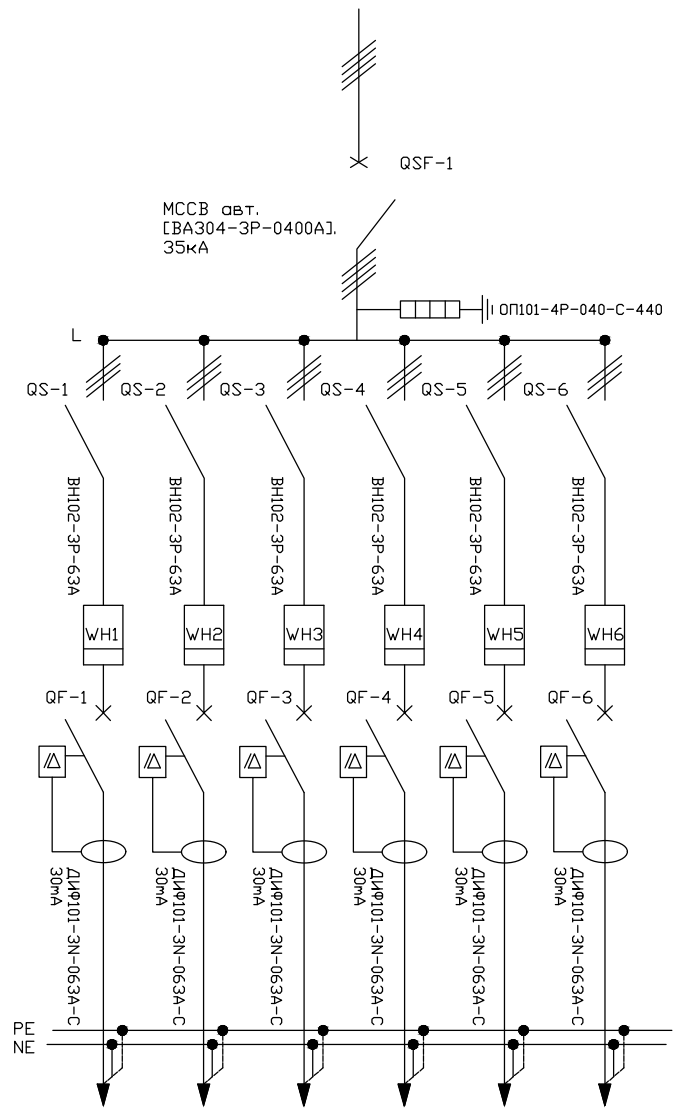 QSF-1
МССВ авт.
[ВА304-3Р-0400А].
35кА
ОП101-4Р-040-С-440
L
QS-1
QS-2
QS-3
QS-4
QS-5
QS-6
ВН102-3Р-63А
ВН102-3Р-63А
ВН102-3Р-63А
ВН102-3Р-63А
ВН102-3Р-63А
ВН102-3Р-63А
WH1
WH2
WH3
WH4
WH5
WH6
QF-1
QF-2
QF-3
QF-4
QF-5
QF-6
ДИФ101-3N-063А-С
30mA
ДИФ101-3N-063А-С
30mA
ДИФ101-3N-063А-С
30mA
ДИФ101-3N-063А-С
30mA
ДИФ101-3N-063А-С
30mA
ДИФ101-3N-063А-С
30mA
PE
NE